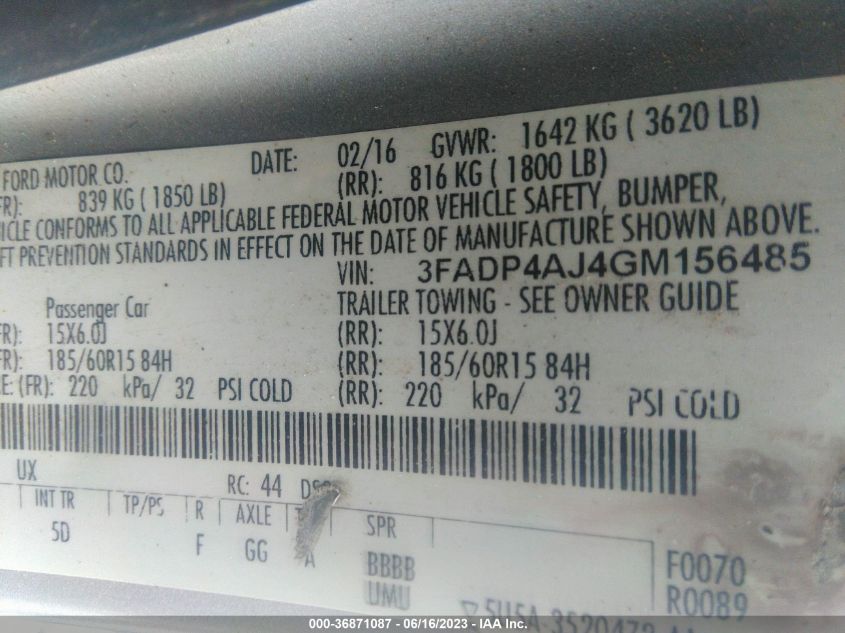 FORD MOTOR CO. DATE: 02/16 GVWR: 1642 KG ( 3620 LB)
FR): 839 KG ( 1850 LB) (RR): 816 KG ( 1800 LB)
ICLE CONFORMS TO ALL APPLICABLE FEDERAL MOTOR VEHICLE SAFETY, BUMPER,
FT PREVENTION STANDARDS IN EFFECT ON THE DATE OF MANUFACTURE SHOWN ABOVE.
VIN: 3FADP4AJ4GM156485
Passenger Car TRAILER TOWING - SEE OWNER GUIDE
FR): 15X6.0J (RR): 15X6.0J
FR): 185/60R15 84H (RR): 185/60R15 84H
E: (FR): 220 kPa/ 32 PSI COLD (RR): 220 kPa/ 32 PSI COLD
UX RC: 44
INT TR TP/PS R AXLE SPR
5D F GG A BBBB F0070
UMU R0089
000-36871087 - 06/16/2023 - IAA Inc.